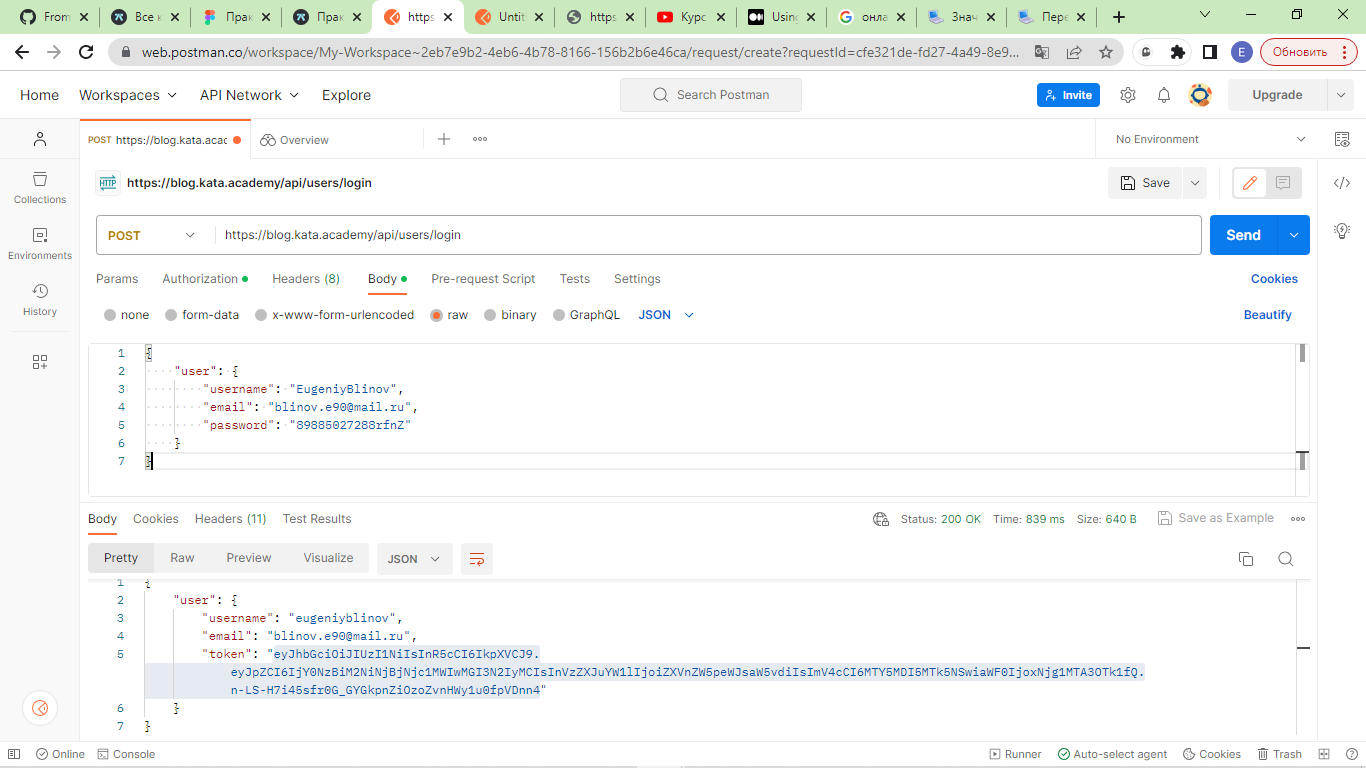 From Все к Прак Прак https Untit https Курс Using онла Знач Пере
web.postman.co/workspace/My-Workspace~2eb7e9b2-4eb6-4b78-8166-156b2b6e46ca/request/create?requestId=cfe321de-fd27-4a49-8e9... E Обновить
Home Workspaces API Network Explore Search Postman Invite Upgrade
POST https://blog.kata.acac Overview No Environment
HTTP https://blog.kata.academy/api/users/login Save
Collections
POST https://blog.kata.academy/api/users/login Send
Environments
Params Authorization Headers (8) Body Pre-request Script Tests Settings Cookies
History
none form-data x-www-form-urlencoded raw binary GraphQL JSON Beautify
1 {
2 "user": {
3 "username": "EugeniyBlinov",
4 "email": "blinov.e90@mail.ru",
5 "password": "89885027288rfnZ"
6 }
7 }
Body Cookies Headers (11) Test Results Status: 200 OK Time: 839 ms Size: 640 B Save as Example
Pretty Raw Preview Visualize JSON
1 {
2 "user": {
3 "username": "eugeniyblinov",
4 "email": "blinov.e90@mail.ru",
5 "token": "eyJhbGciOiJIUzI1NiIsInR5cCI6IkpXVCJ9.
eyJpZCI6IjY0NzBiM2NiNjBjNjc1MWIwMGI3N2IyMCIsInVzZXJuYW1lIjoiZXVnZW5peWJsaW5vdiIsImV4cCI6MTY5MDI5MTk5NSwiaWF0IjoxNjg1MTA3OTk1fQ.
n-LS-H7i45sfr0G_GYGkpnZiOzoZvnHWy1u0fpVDnn4"
6 }
7 }
Online Console Runner Auto-select agent Cookies Trash